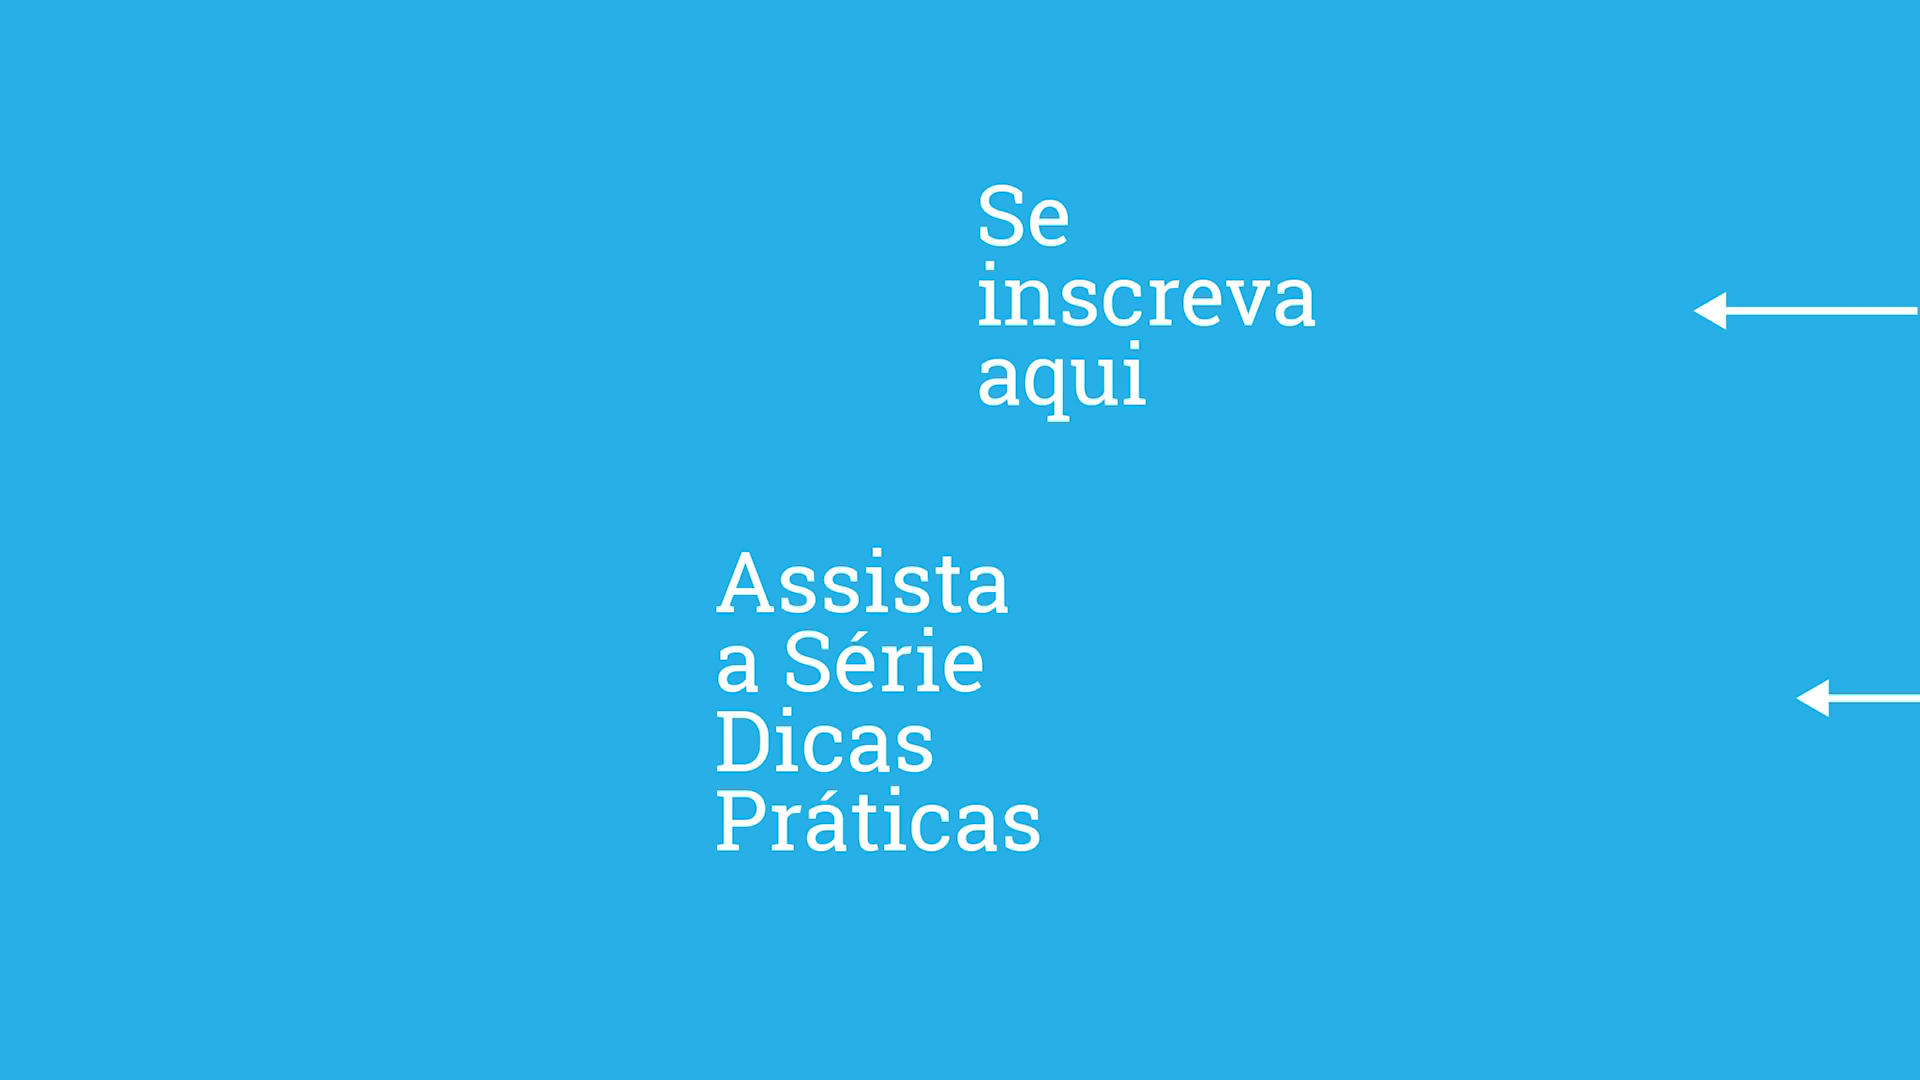 Se
inscreva
aqui
Assista
a Série
Dicas
Práticas